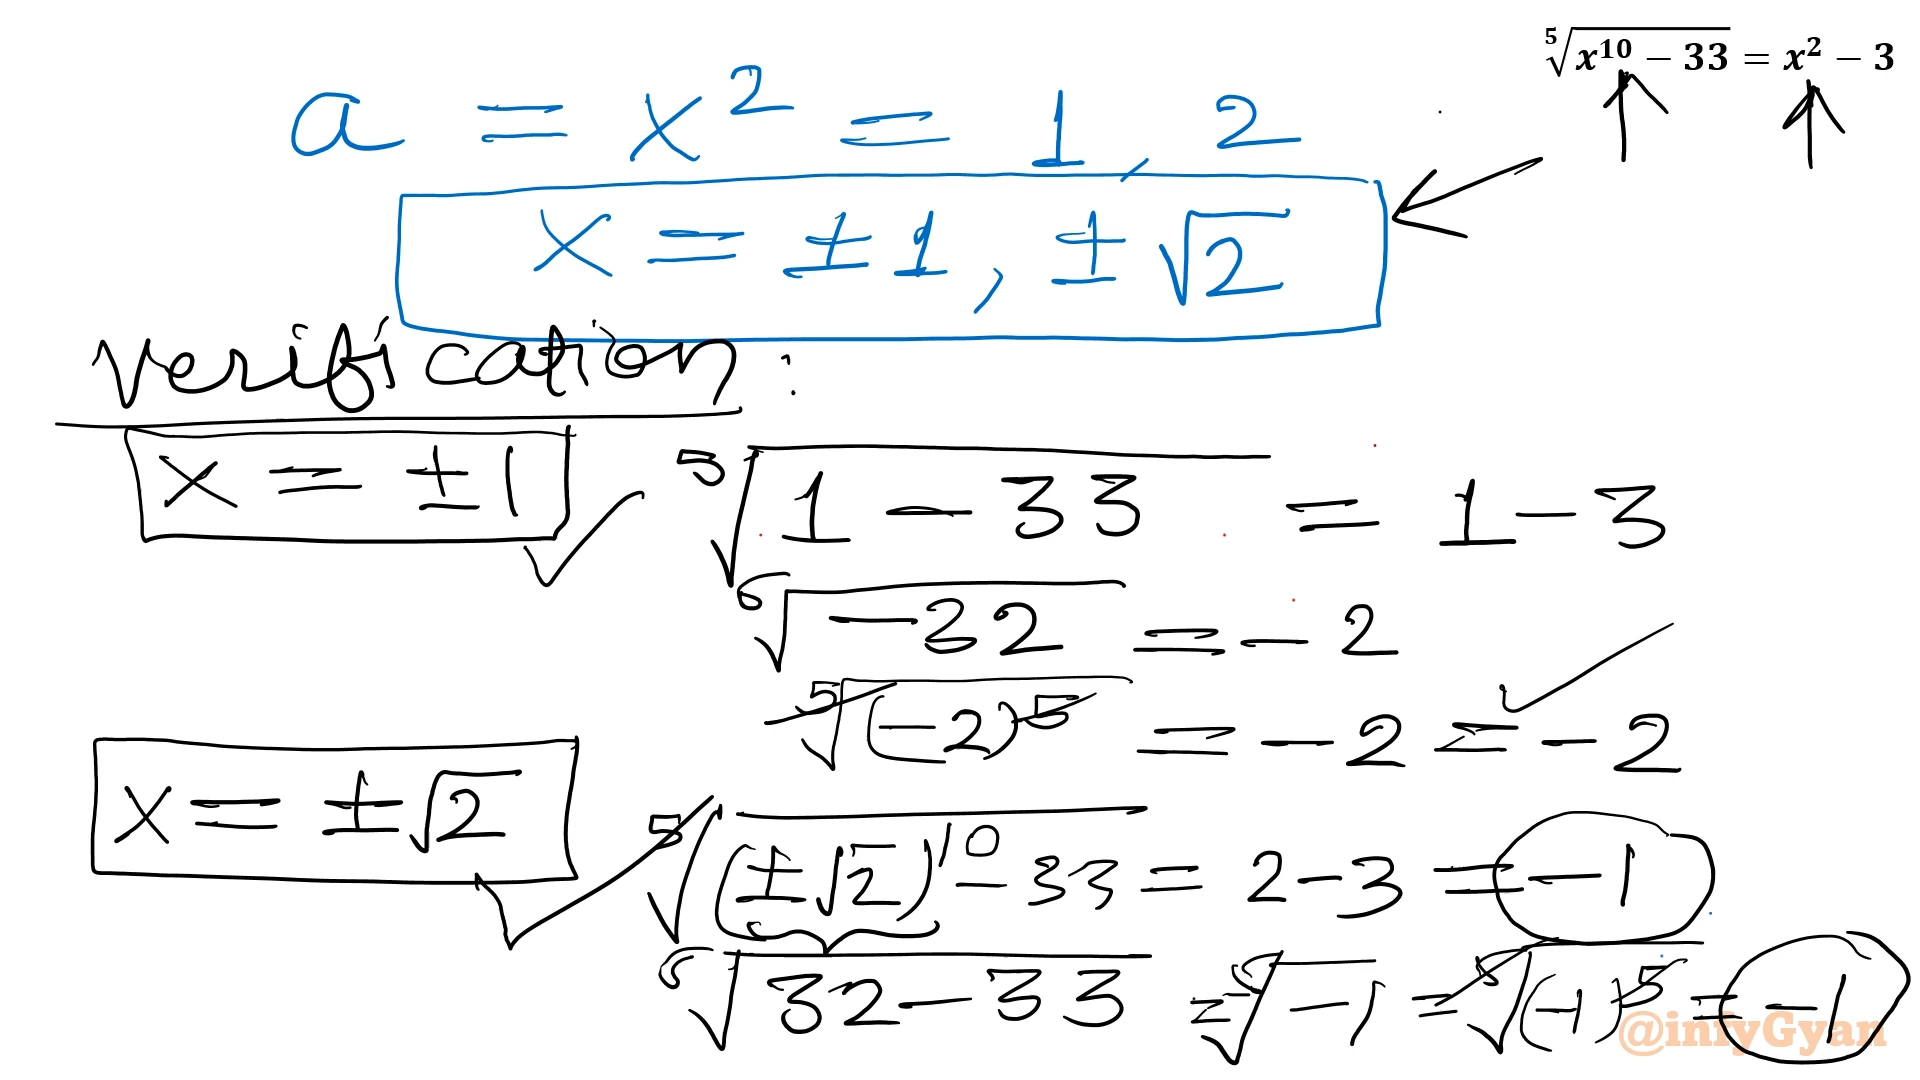 ⁵√(x¹⁰ − 33) = x² − 3
a = x² = 1, 2
x = ±1, ±√2
verification:
x = ±1
⁵√(1 − 33) = 1 − 3
⁵√(−32) = −2
⁵√((−2)⁵) = −2 = −2
x = ±√2
⁵√((±√2)¹⁰ − 33) = 2 − 3 = −1
⁵√(32 − 33) = ⁵√(−1) = ⁵√((−1)⁵) = −1
@infyGyan